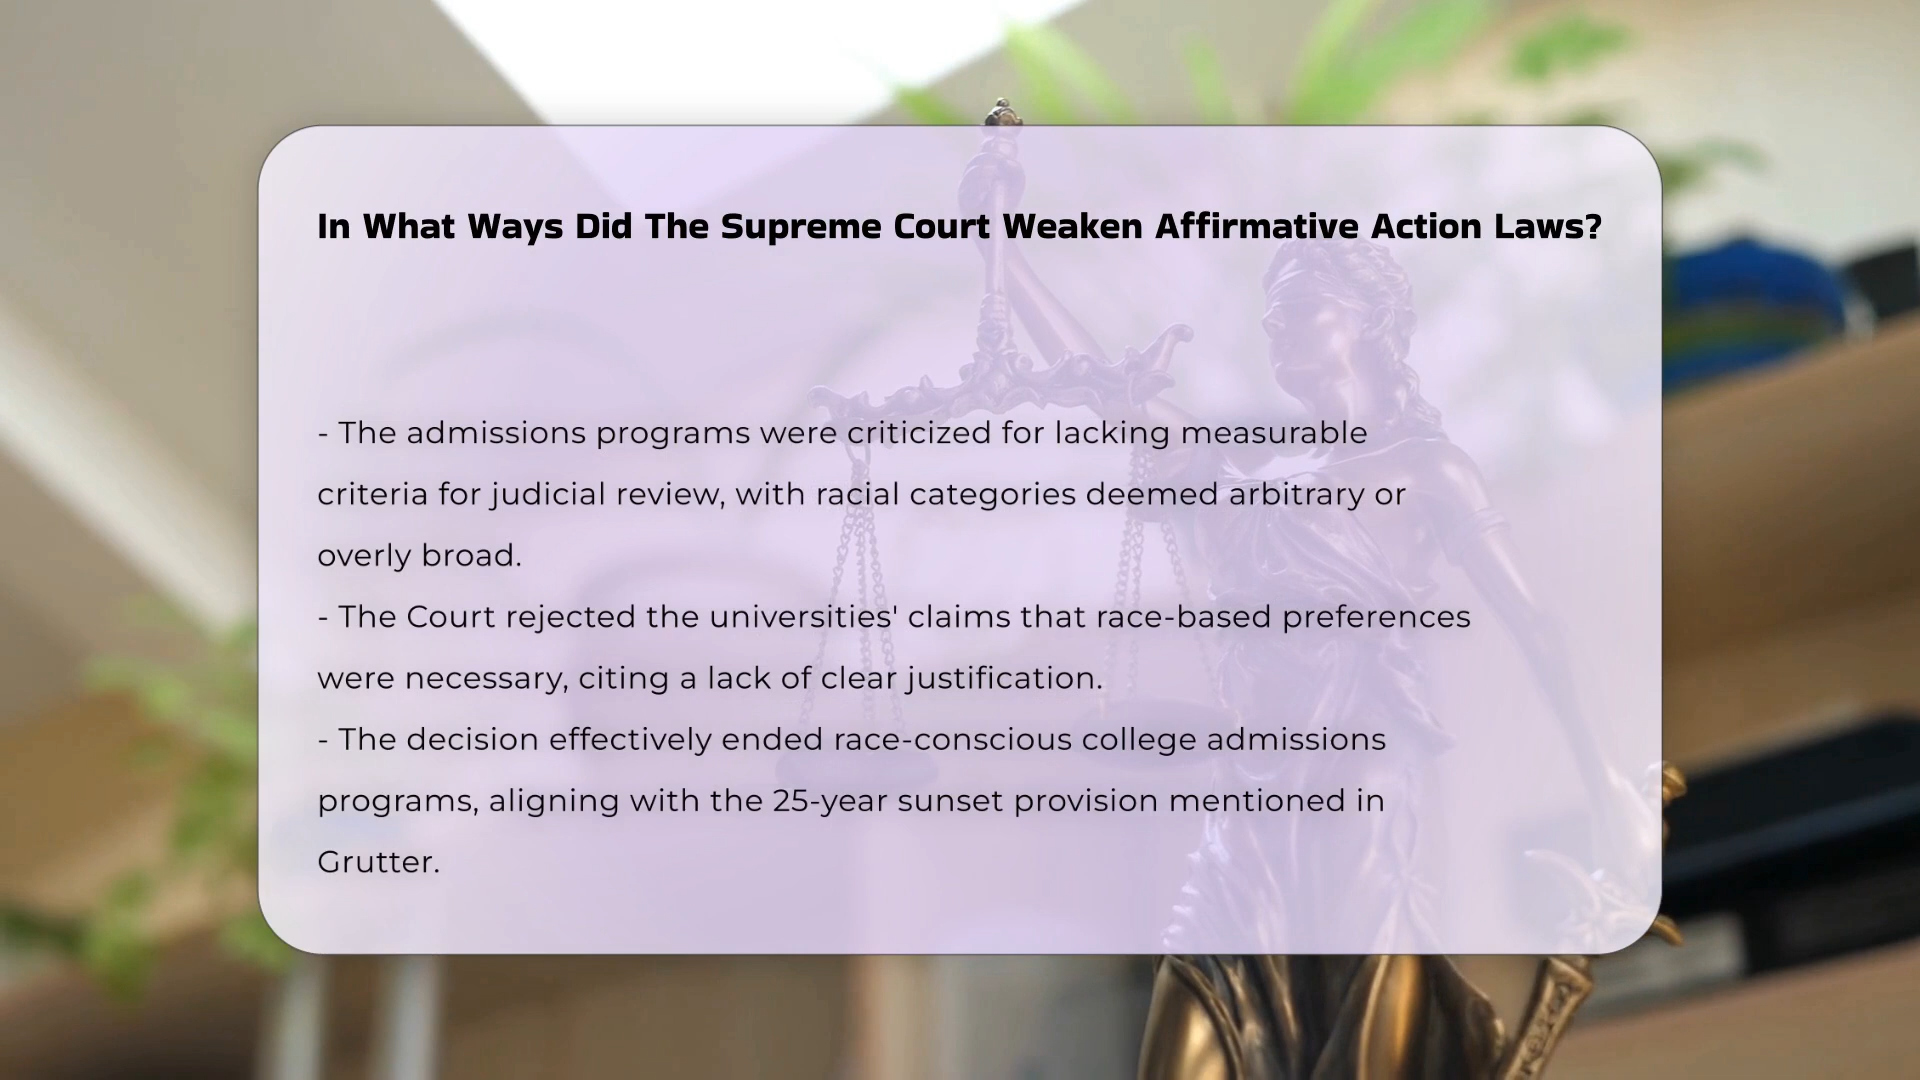 In What Ways Did The Supreme Court Weaken Affirmative Action Laws?
- The admissions programs were criticized for lacking measurable
criteria for judicial review, with racial categories deemed arbitrary or
overly broad.
- The Court rejected the universities' claims that race-based preferences
were necessary, citing a lack of clear justification.
- The decision effectively ended race-conscious college admissions
programs, aligning with the 25-year sunset provision mentioned in
Grutter.